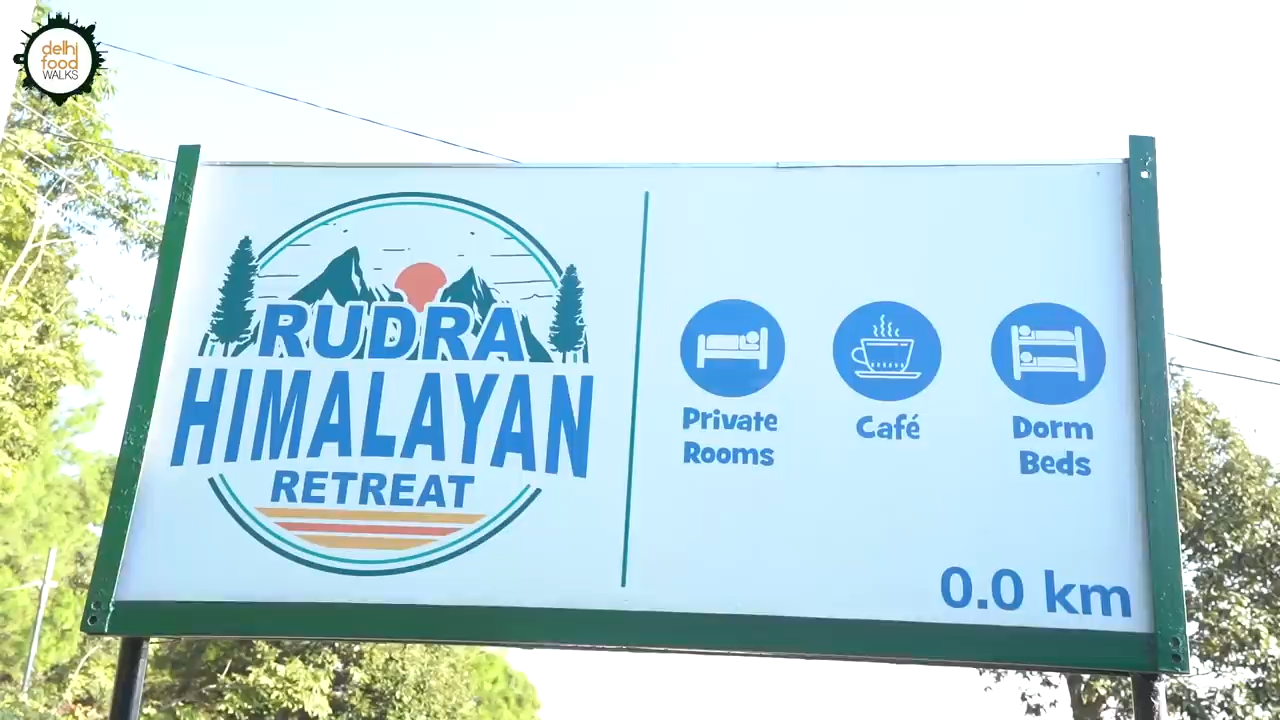 delhi
food
WALKS
RUDRA
HIMALAYAN
RETREAT
Private
Rooms
Café
Dorm
Beds
0.0 km